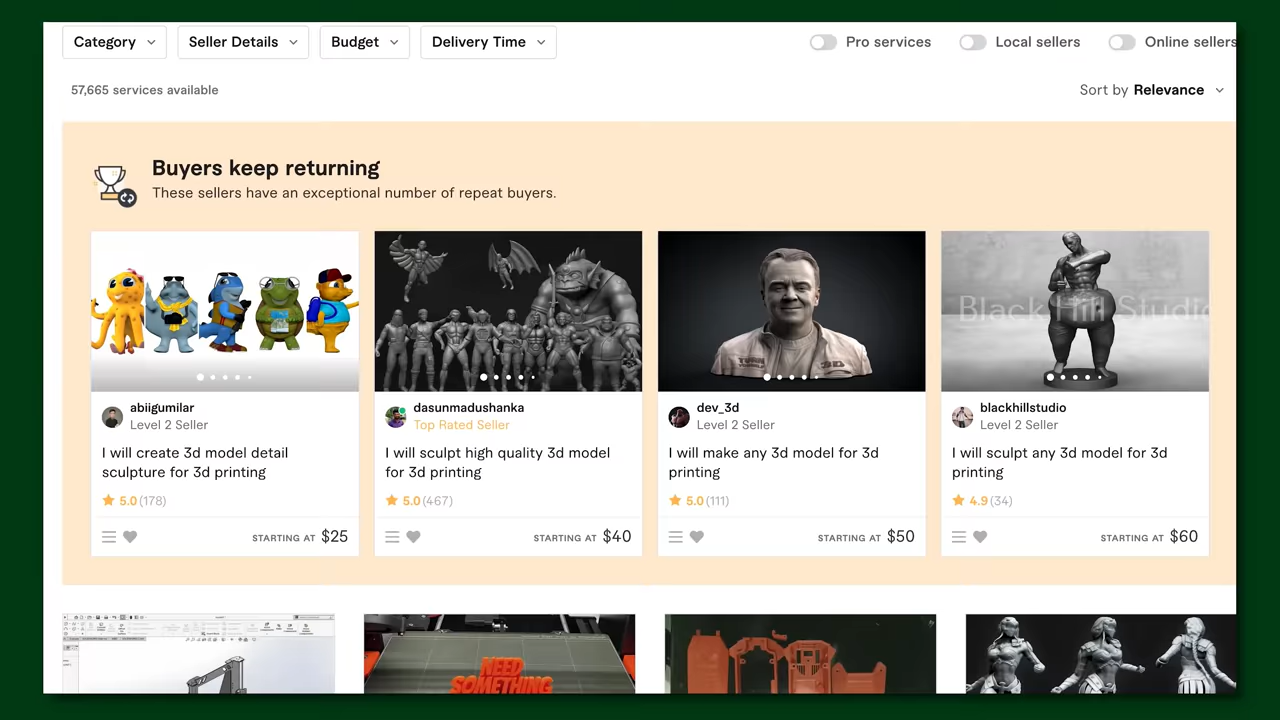 Category
Seller Details
Budget
Delivery Time
Pro services
Local sellers
Online sellers
57,665 services available
Sort by Relevance
Buyers keep returning
These sellers have an exceptional number of repeat buyers.
Black Hill Studio
abiigumilar
Level 2 Seller
I will create 3d model detail
sculpture for 3d printing
5.0 (178)
STARTING AT $25
dasunmadushanka
Top Rated Seller
I will sculpt high quality 3d model
for 3d printing
5.0 (467)
STARTING AT $40
dev_3d
Level 2 Seller
I will make any 3d model for 3d
printing
5.0 (111)
STARTING AT $50
blackhillstudio
Level 2 Seller
I will sculpt any 3d model for 3d
printing
4.9 (34)
STARTING AT $60
NEED
SOMETHING